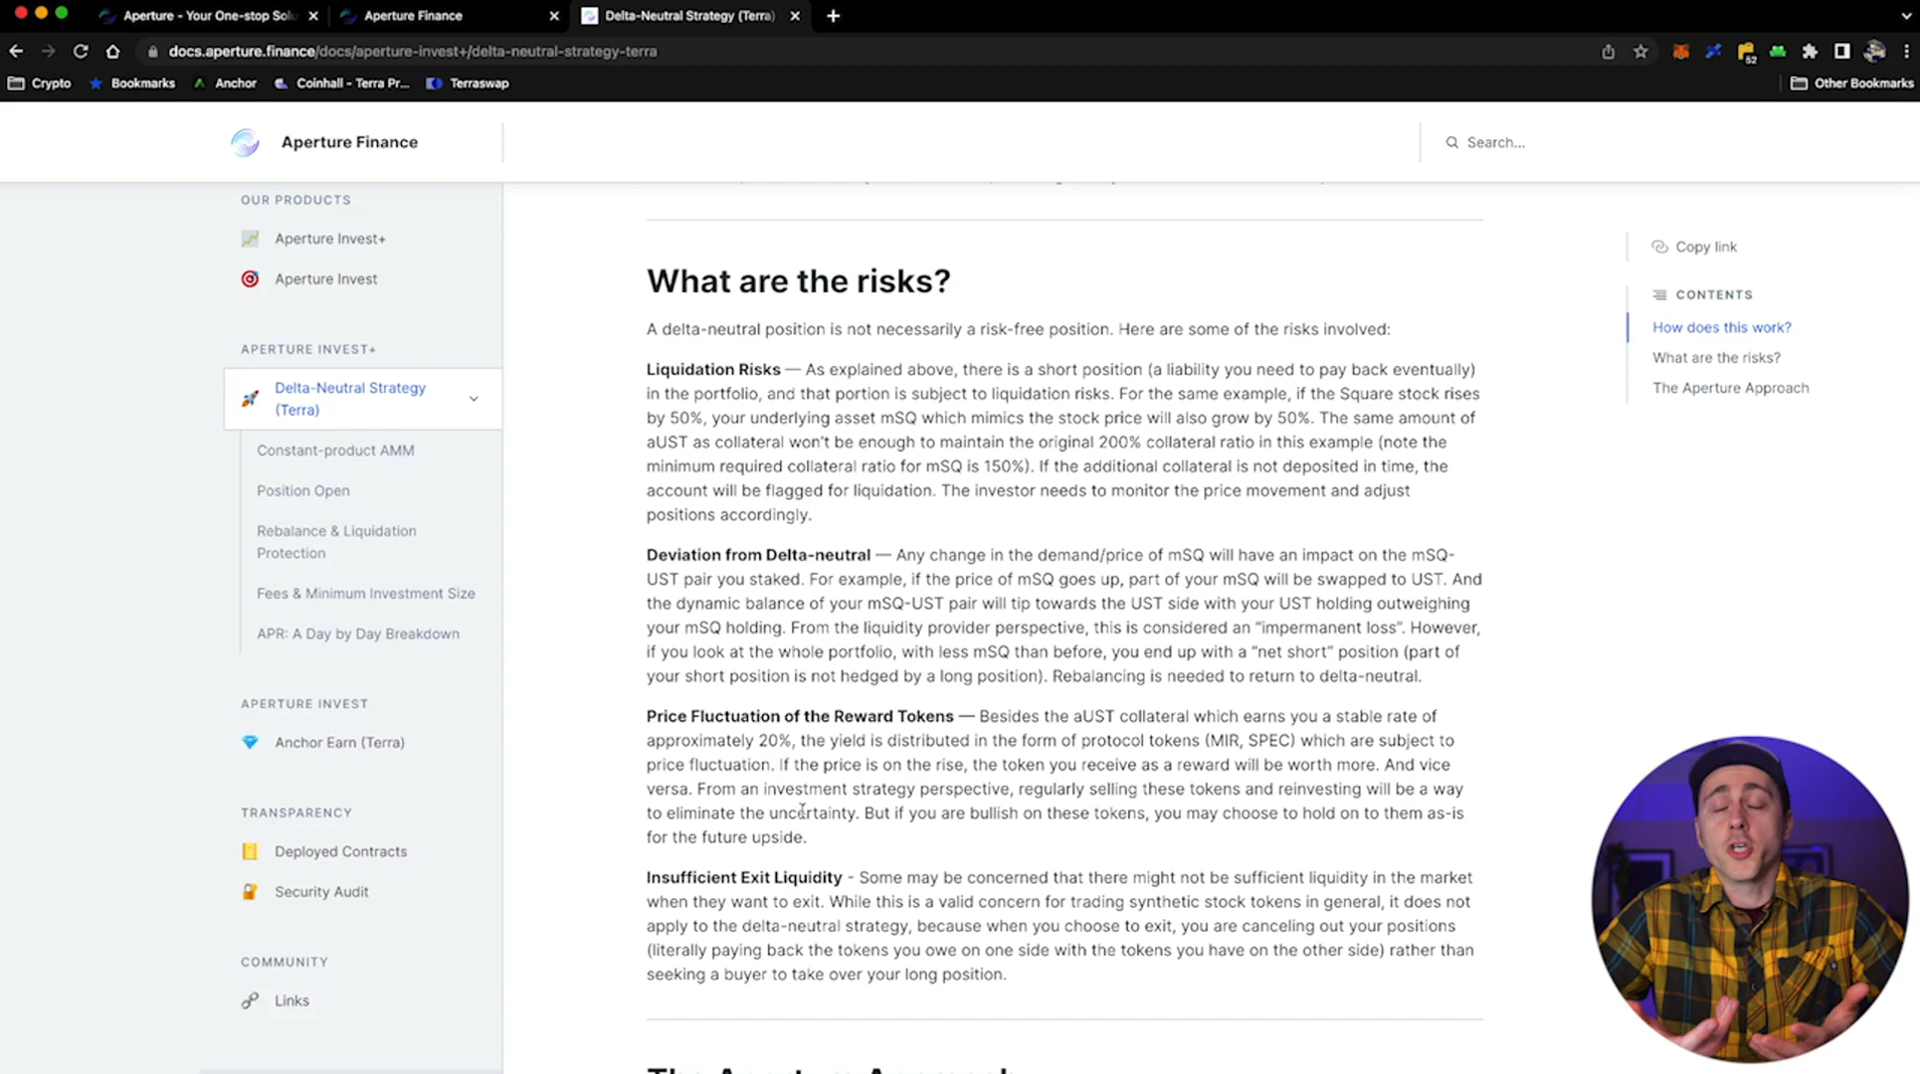 Aperture - Your One-stop Solu
Aperture Finance
Delta-Neutral Strategy (Terra)
docs.aperture.finance/docs/aperture-invest+/delta-neutral-strategy-terra
52
Crypto
Bookmarks
Anchor
Coinhall - Terra Pr...
Terraswap
Other Bookmarks
Aperture Finance
Search...
OUR PRODUCTS
Aperture Invest+
Aperture Invest
APERTURE INVEST+
Delta-Neutral Strategy
(Terra)
Constant-product AMM
Position Open
Rebalance & Liquidation
Protection
Fees & Minimum Investment Size
APR: A Day by Day Breakdown
APERTURE INVEST
Anchor Earn (Terra)
TRANSPARENCY
Deployed Contracts
Security Audit
COMMUNITY
Links
What are the risks?
A delta-neutral position is not necessarily a risk-free position. Here are some of the risks involved:
Liquidation Risks — As explained above, there is a short position (a liability you need to pay back eventually)
in the portfolio, and that portion is subject to liquidation risks. For the same example, if the Square stock rises
by 50%, your underlying asset mSQ which mimics the stock price will also grow by 50%. The same amount of
aUST as collateral won't be enough to maintain the original 200% collateral ratio in this example (note the
minimum required collateral ratio for mSQ is 150%). If the additional collateral is not deposited in time, the
account will be flagged for liquidation. The investor needs to monitor the price movement and adjust
positions accordingly.
Deviation from Delta-neutral — Any change in the demand/price of mSQ will have an impact on the mSQ-
UST pair you staked. For example, if the price of mSQ goes up, part of your mSQ will be swapped to UST. And
the dynamic balance of your mSQ-UST pair will tip towards the UST side with your UST holding outweighing
your mSQ holding. From the liquidity provider perspective, this is considered an “impermanent loss”. However,
if you look at the whole portfolio, with less mSQ than before, you end up with a “net short” position (part of
your short position is not hedged by a long position). Rebalancing is needed to return to delta-neutral.
Price Fluctuation of the Reward Tokens — Besides the aUST collateral which earns you a stable rate of
approximately 20%, the yield is distributed in the form of protocol tokens (MIR, SPEC) which are subject to
price fluctuation. If the price is on the rise, the token you receive as a reward will be worth more. And vice
versa. From an investment strategy perspective, regularly selling these tokens and reinvesting will be a way
to eliminate the uncertainty. But if you are bullish on these tokens, you may choose to hold on to them as-is
for the future upside.
Insufficient Exit Liquidity - Some may be concerned that there might not be sufficient liquidity in the market
when they want to exit. While this is a valid concern for trading synthetic stock tokens in general, it does not
apply to the delta-neutral strategy, because when you choose to exit, you are canceling out your positions
(literally paying back the tokens you owe on one side with the tokens you have on the other side) rather than
seeking a buyer to take over your long position.
Copy link
CONTENTS
How does this work?
What are the risks?
The Aperture Approach